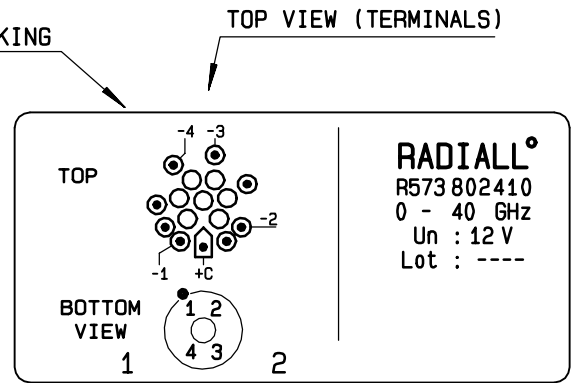 TOP VIEW (TERMINALS)
KING
-4 -3
TOP
-2
-1 +C
BOTTOM
VIEW
1 2
4 3
1 2
RADIALL°
R573 802410
0 - 40 GHz
Un : 12 V
Lot : ----